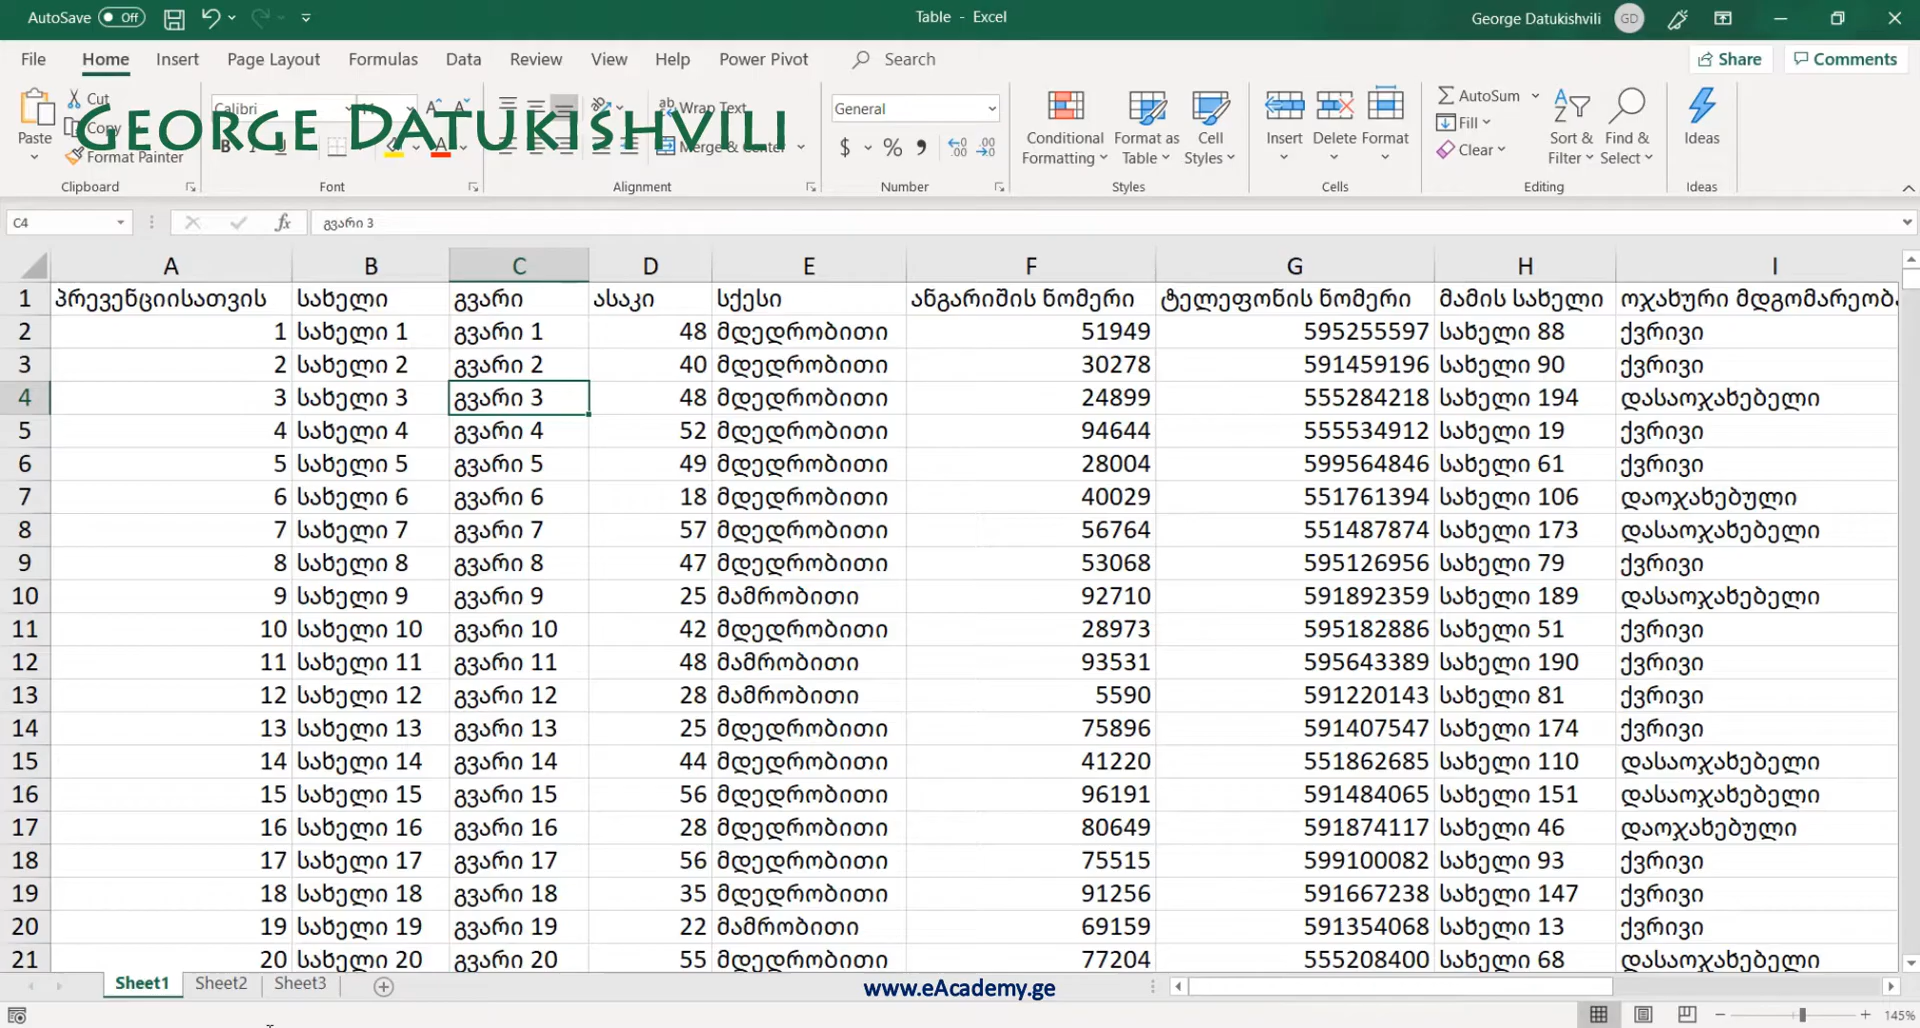 AutoSave Off Table - Excel George Datukishvili GD
File Home Insert Page Layout Formulas Data Review View Help Power Pivot Search Share Comments
Cut Calibri Wrap Text General AutoSum
George Datukishvili
Paste Copy Conditional Formatting Format as Table Cell Styles Insert Delete Format Fill Sort & Filter Find & Select Ideas
Format Painter B Merge & Center $ % Clear
Clipboard Font Alignment Number Styles Cells Editing Ideas
C4 fx გვარი 3
A B C D E F G H I
1 პრევენციისათვის სახელი გვარი ასაკი სქესი ანგარიშის ნომერი ტელეფონის ნომერი მამის სახელი ოჯახური მდგომარეობა
2 1 სახელი 1 გვარი 1 48 მდედრობითი 51949 595255597 სახელი 88 ქვრივი
3 2 სახელი 2 გვარი 2 40 მდედრობითი 30278 591459196 სახელი 90 ქვრივი
4 3 სახელი 3 გვარი 3 48 მდედრობითი 24899 555284218 სახელი 194 დასაოჯახებელი
5 4 სახელი 4 გვარი 4 52 მდედრობითი 94644 555534912 სახელი 19 ქვრივი
6 5 სახელი 5 გვარი 5 49 მდედრობითი 28004 599564846 სახელი 61 ქვრივი
7 6 სახელი 6 გვარი 6 18 მდედრობითი 40029 551761394 სახელი 106 დაოჯახებული
8 7 სახელი 7 გვარი 7 57 მდედრობითი 56764 551487874 სახელი 173 დასაოჯახებელი
9 8 სახელი 8 გვარი 8 47 მდედრობითი 53068 595126956 სახელი 79 ქვრივი
10 9 სახელი 9 გვარი 9 25 მამრობითი 92710 591892359 სახელი 189 დასაოჯახებელი
11 10 სახელი 10 გვარი 10 42 მდედრობითი 28973 595182886 სახელი 51 ქვრივი
12 11 სახელი 11 გვარი 11 48 მამრობითი 93531 595643389 სახელი 190 ქვრივი
13 12 სახელი 12 გვარი 12 28 მამრობითი 5590 591220143 სახელი 81 ქვრივი
14 13 სახელი 13 გვარი 13 25 მდედრობითი 75896 591407547 სახელი 174 ქვრივი
15 14 სახელი 14 გვარი 14 44 მდედრობითი 41220 551862685 სახელი 110 დასაოჯახებელი
16 15 სახელი 15 გვარი 15 56 მდედრობითი 96191 591484065 სახელი 151 დასაოჯახებელი
17 16 სახელი 16 გვარი 16 28 მდედრობითი 80649 591874117 სახელი 46 დაოჯახებული
18 17 სახელი 17 გვარი 17 56 მდედრობითი 75515 599100082 სახელი 93 ქვრივი
19 18 სახელი 18 გვარი 18 35 მდედრობითი 91256 591667238 სახელი 147 ქვრივი
20 19 სახელი 19 გვარი 19 22 მამრობითი 69159 591354068 სახელი 13 ქვრივი
21 20 სახელი 20 გვარი 20 55 მდედრობითი 77204 555208400 სახელი 68 დასაოჯახებელი
Sheet1 Sheet2 Sheet3 www.eAcademy.ge
145%